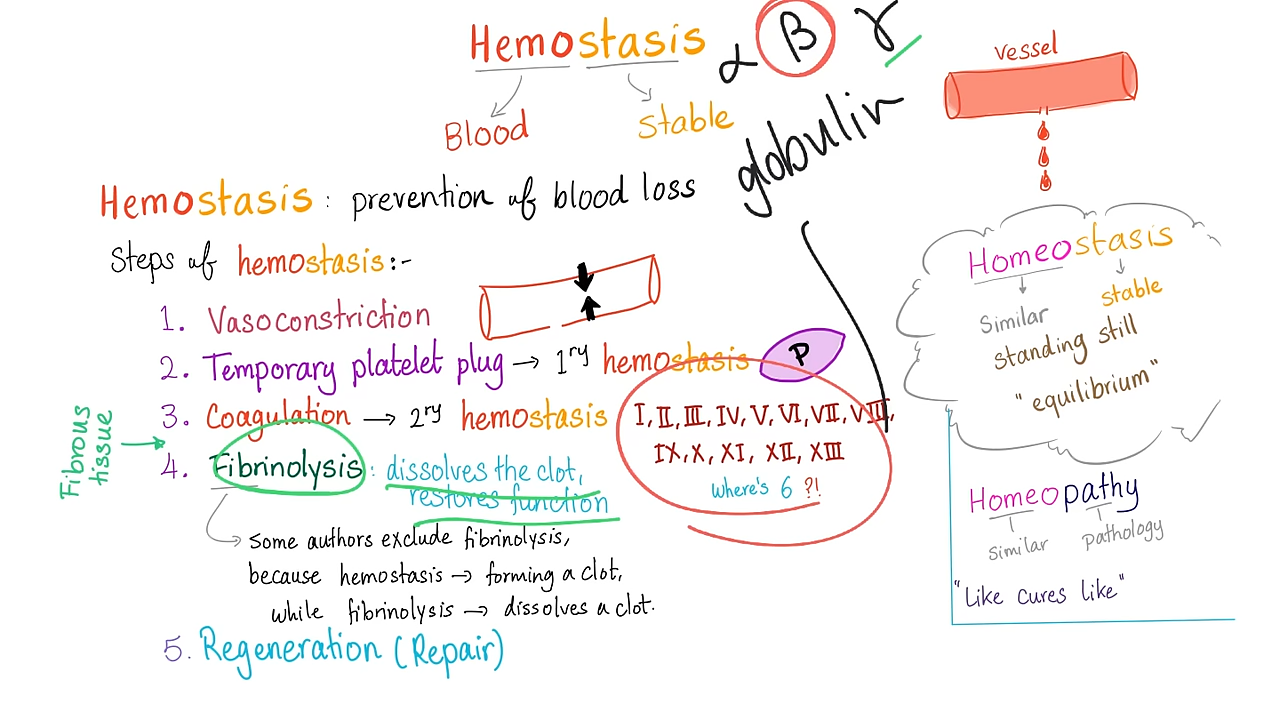 Hemostasis
Blood
Stable
α β γ
globulin
Vessel
Hemostasis: prevention of blood loss
Steps of hemostasis:-
1. Vasoconstriction
2. Temporary platelet plug → 1ry hemostasis
P
3. Coagulation → 2ry hemostasis
I, II, III, IV, V, VI, VII, VIII,
IX, X, XI, XII, XIII
where's 6 ?!
Fibrous
tissue
4. Fibrinolysis: dissolves the clot,
restores function
Some authors exclude fibrinolysis,
because hemostasis → forming a clot,
while fibrinolysis → dissolves a clot.
5. Regeneration (Repair)
Homeostasis
Similar
stable
standing still
"equilibrium"
Homeopathy
Similar
pathology
"Like cures like"